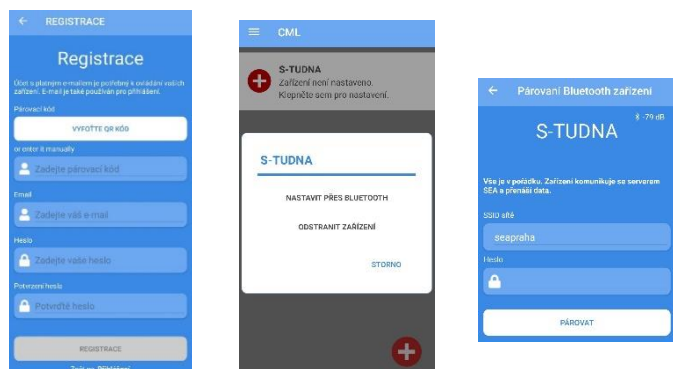 REGISTRACE
Registrace
Účet s platným e-mailem je potřebný k ovládání vašich
zařízení. E-mail je také používán pro přihlášení.
Párovací kód
VYFOŤTE QR KÓD
or enter it manually
Zadejte párovací kód
Email
Zadejte váš e-mail
Heslo
Zadejte vaše heslo
Potvrzení hesla
Potvrďtě heslo
REGISTRACE
CML
S-TUDNA
Zařízení není nastaveno.
Klepněte sem pro nastavení.
S-TUDNA
NASTAVIT PŘES BLUETOOTH
ODSTRANIT ZAŘÍZENÍ
STORNO
Párovaní Bluetooth zařízení
-79 dB
S-TUDNA
Vše je v pořádku. Zařízení komunikuje se serverem
SEA a přenáší data.
SSID sítě
seapraha
Heslo
PÁROVAT